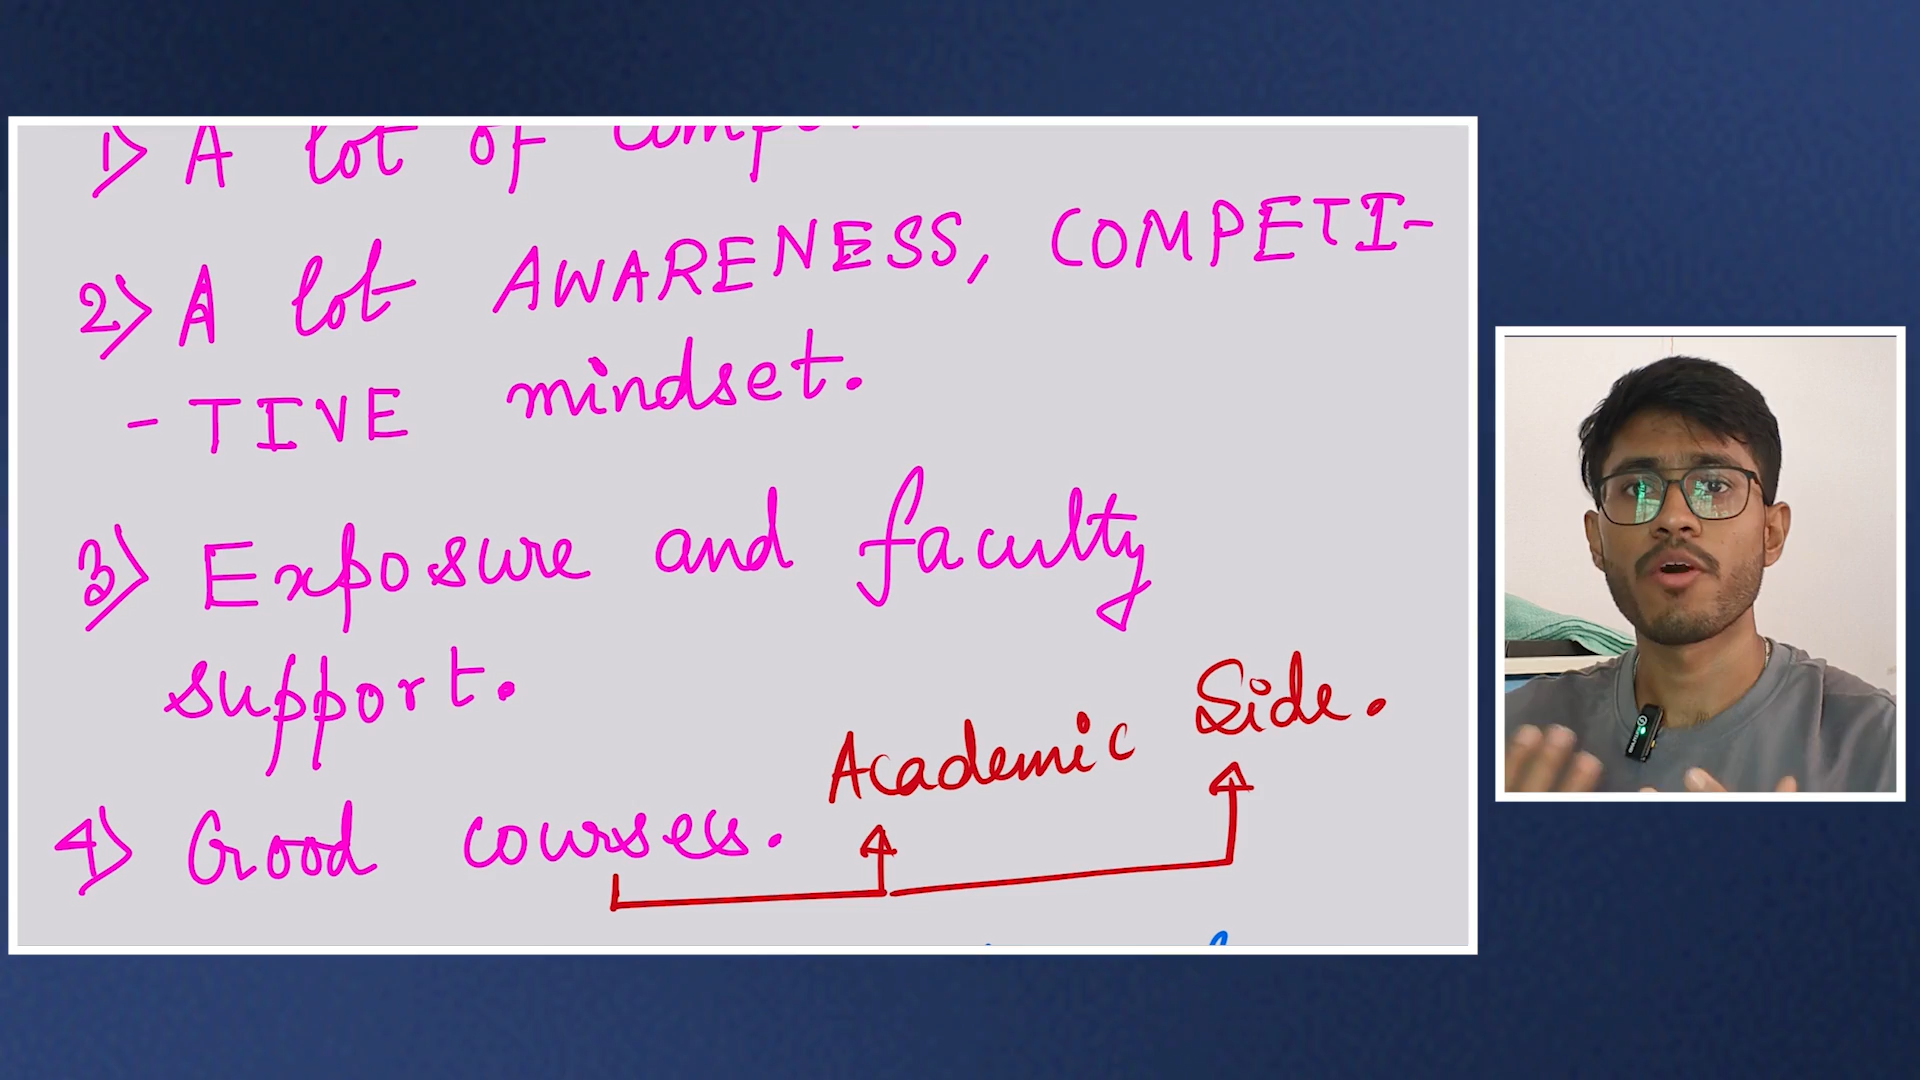 1) A lot of
2) A lot AWARENESS, COMPETI-
-TIVE mindset.
3) Exposure and faculty
support.
Academic Side.
4) Good courses.